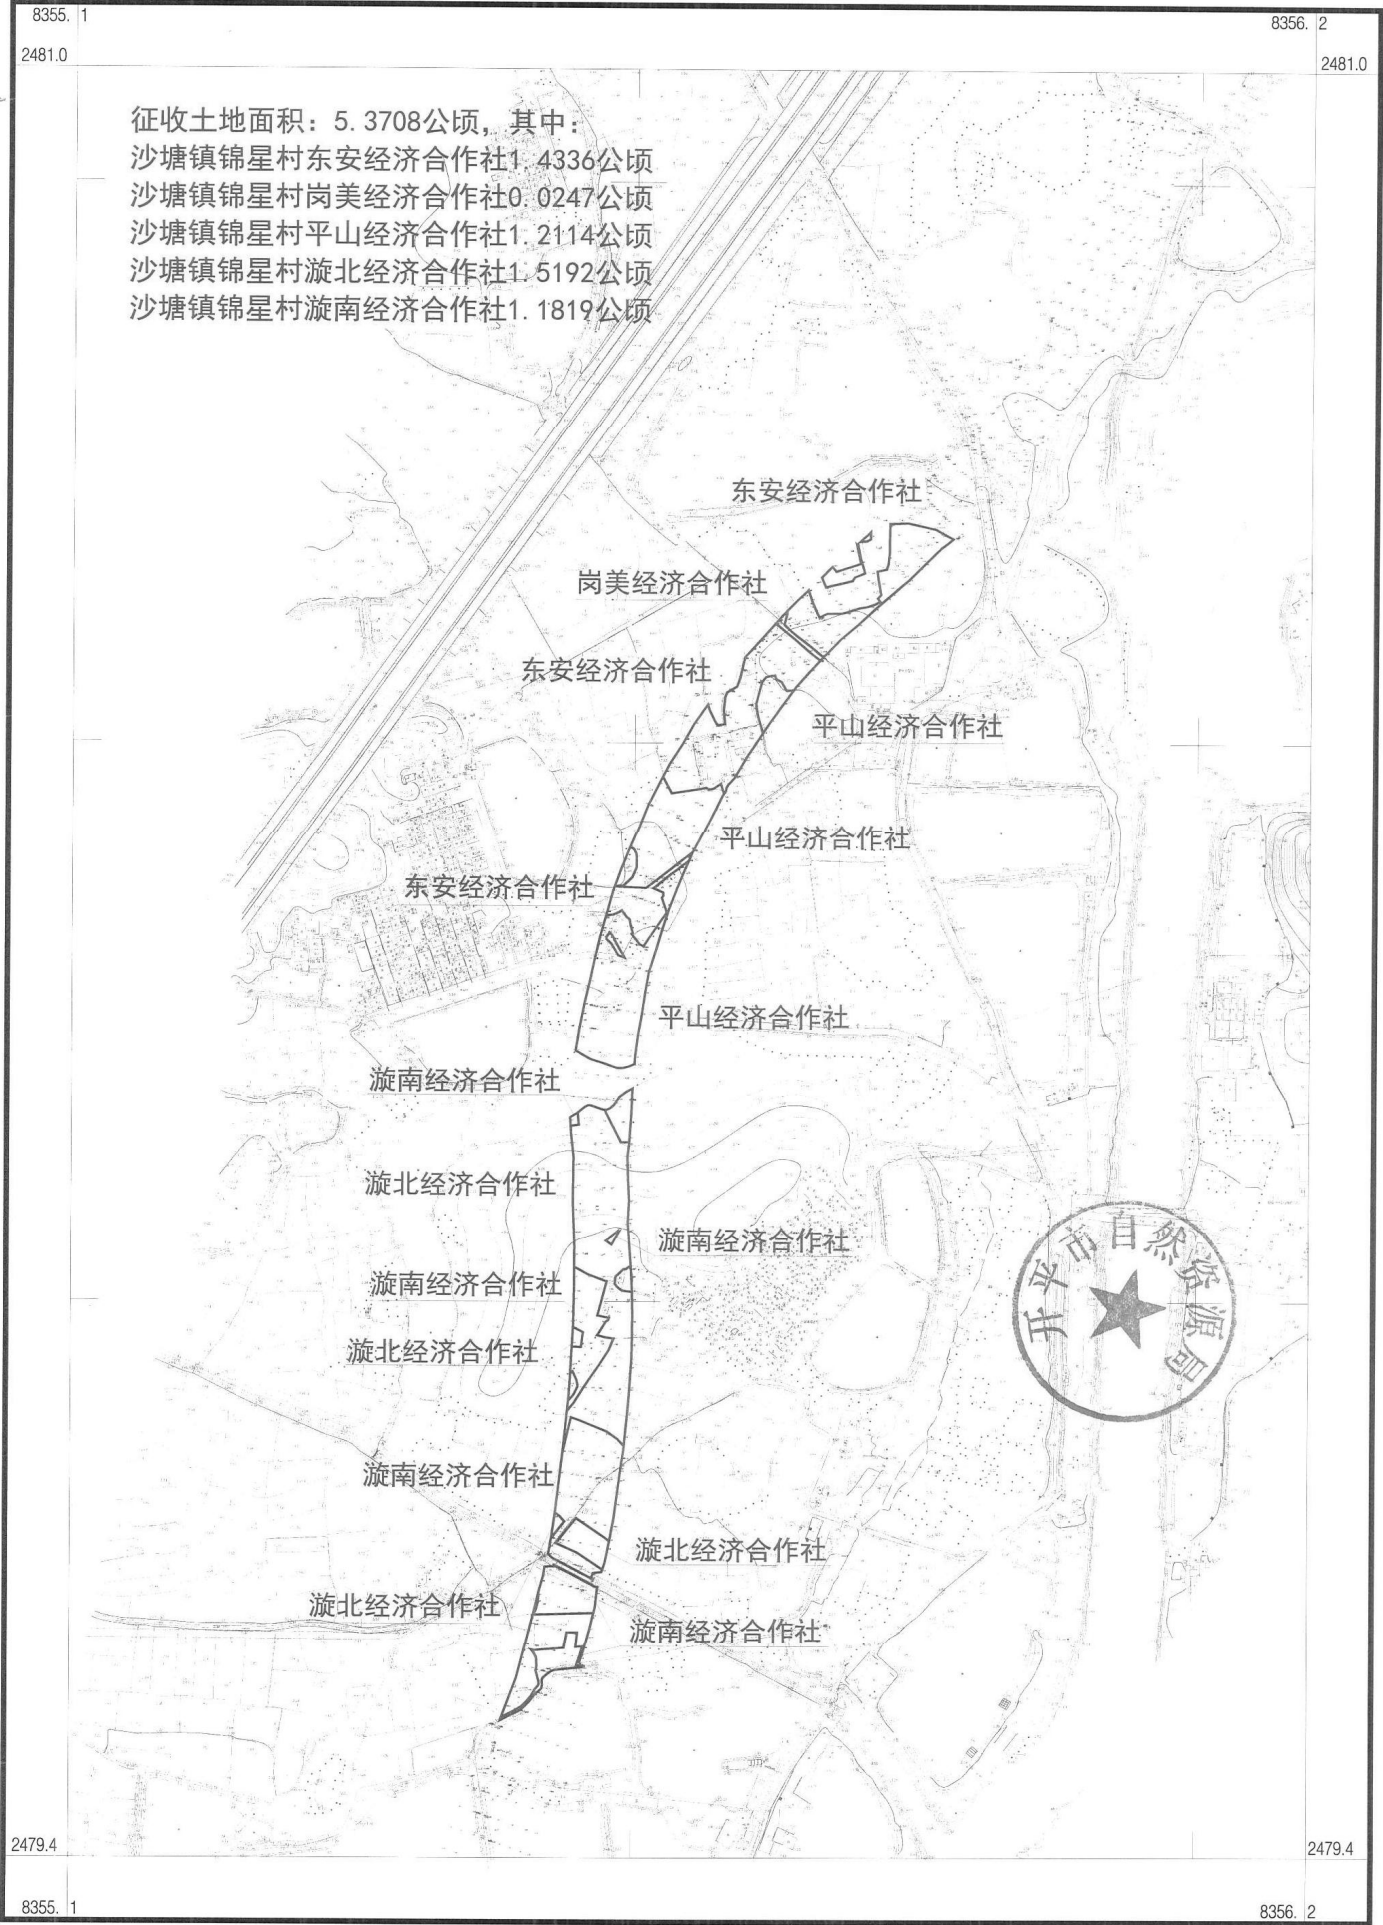 8355. 1
8356. 2
2481.0
2481.0
征收土地面积：5.3708公顷，其中：
沙塘镇锦星村东安经济合作社1.4336公顷
沙塘镇锦星村岗美经济合作社0.0247公顷
沙塘镇锦星村平山经济合作社1.2114公顷
沙塘镇锦星村漩北经济合作社1.5192公顷
沙塘镇锦星村漩南经济合作社1.1819公顷
东安经济合作社
岗美经济合作社
东安经济合作社
平山经济合作社
平山经济合作社
东安经济合作社
平山经济合作社
漩南经济合作社
漩北经济合作社
漩南经济合作社
漩南经济合作社
漩北经济合作社
开平市自然资源局
漩南经济合作社
漩北经济合作社
漩北经济合作社
漩南经济合作社
2479.4
2479.4
8355. 1
8356. 2